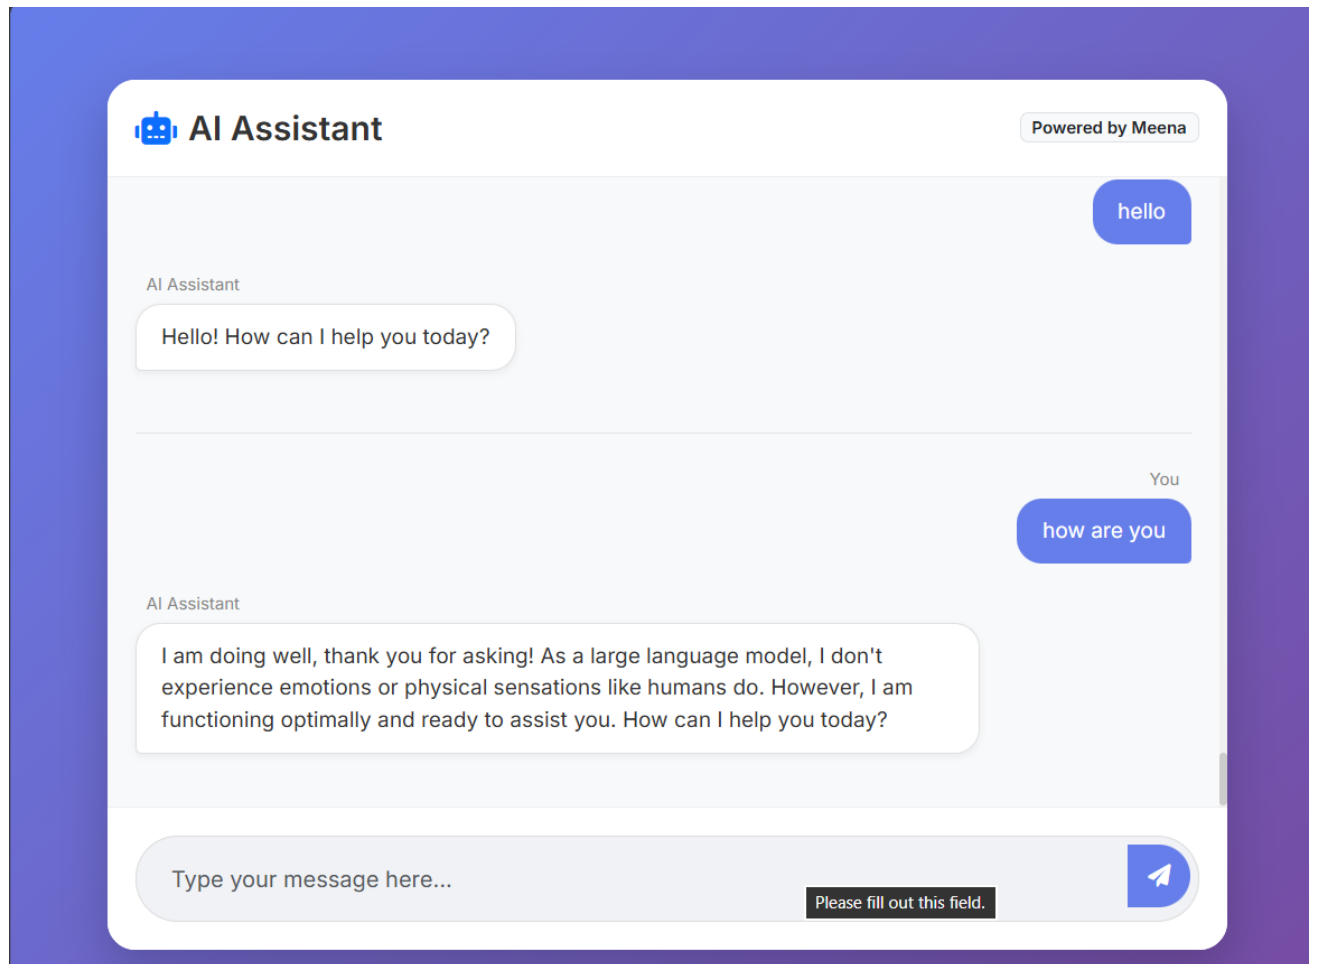 AI Assistant
Powered by Meena
hello
AI Assistant
Hello! How can I help you today?
You
how are you
AI Assistant
I am doing well, thank you for asking! As a large language model, I don't
experience emotions or physical sensations like humans do. However, I am
functioning optimally and ready to assist you. How can I help you today?
Type your message here...
Please fill out this field.